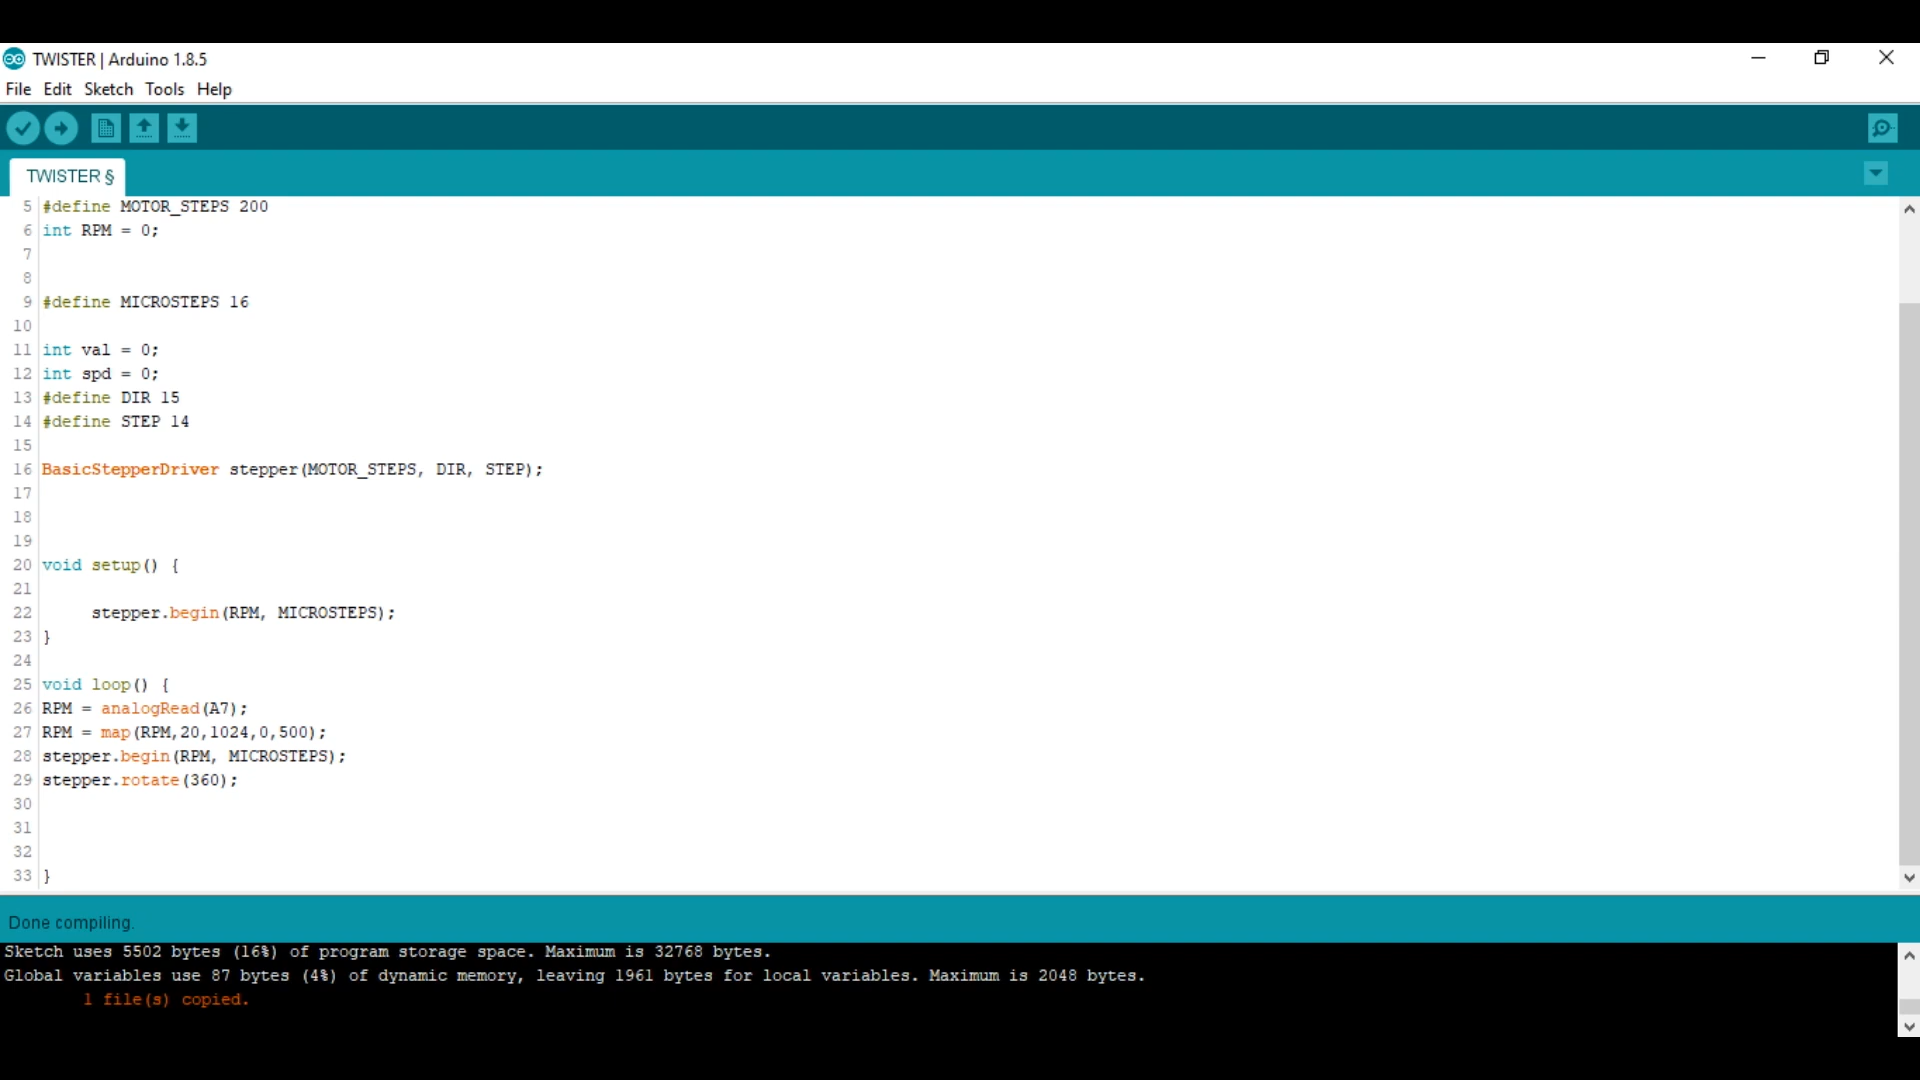 TWISTER | Arduino 1.8.5
File Edit Sketch Tools Help
TWISTER §
5 #define MOTOR_STEPS 200
6 int RPM = 0;
7
8
9 #define MICROSTEPS 16
10
11 int val = 0;
12 int spd = 0;
13 #define DIR 15
14 #define STEP 14
15
16 BasicStepperDriver stepper(MOTOR_STEPS, DIR, STEP);
17
18
19
20 void setup() {
21
22 stepper.begin(RPM, MICROSTEPS);
23 }
24
25 void loop() {
26 RPM = analogRead(A7);
27 RPM = map(RPM,20,1024,0,500);
28 stepper.begin(RPM, MICROSTEPS);
29 stepper.rotate(360);
30
31
32
33 }
Done compiling.
Sketch uses 5502 bytes (16%) of program storage space. Maximum is 32768 bytes.
Global variables use 87 bytes (4%) of dynamic memory, leaving 1961 bytes for local variables. Maximum is 2048 bytes.
1 file(s) copied.